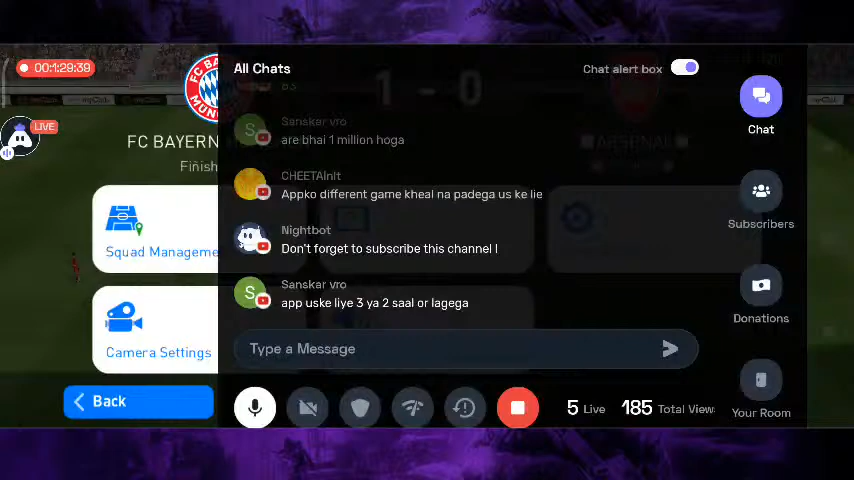 00:1:29:39
All Chats
Chat alert box
1 - 0
LIVE
FC BAYERN
Finish
ARSENAL
Sanskar vro
are bhai 1 million hoga
CHEETAInIt
Appko different game kheal na padega us ke lie
Nightbot
Don't forget to subscribe this channel !
Sanskar vro
app uske liye 3 ya 2 saal or lagega
Squad Manageme
Camera Settings
Type a Message
Back
5 Live
185 Total View
Chat
Subscribers
Donations
Your Room